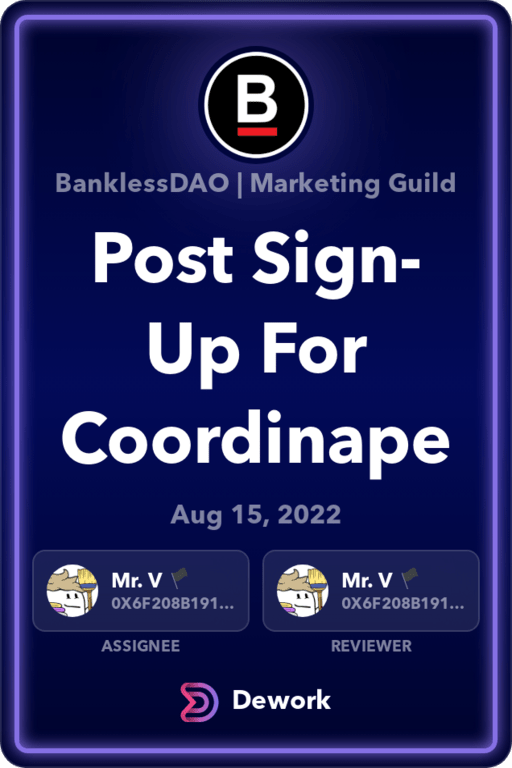 B
BanklessDAO | Marketing Guild
Post Sign-
Up For
Coordinape
Aug 15, 2022
Mr. V 🏴
0X6F208B191...
ASSIGNEE
Mr. V 🏴
0X6F208B191...
REVIEWER
Dework